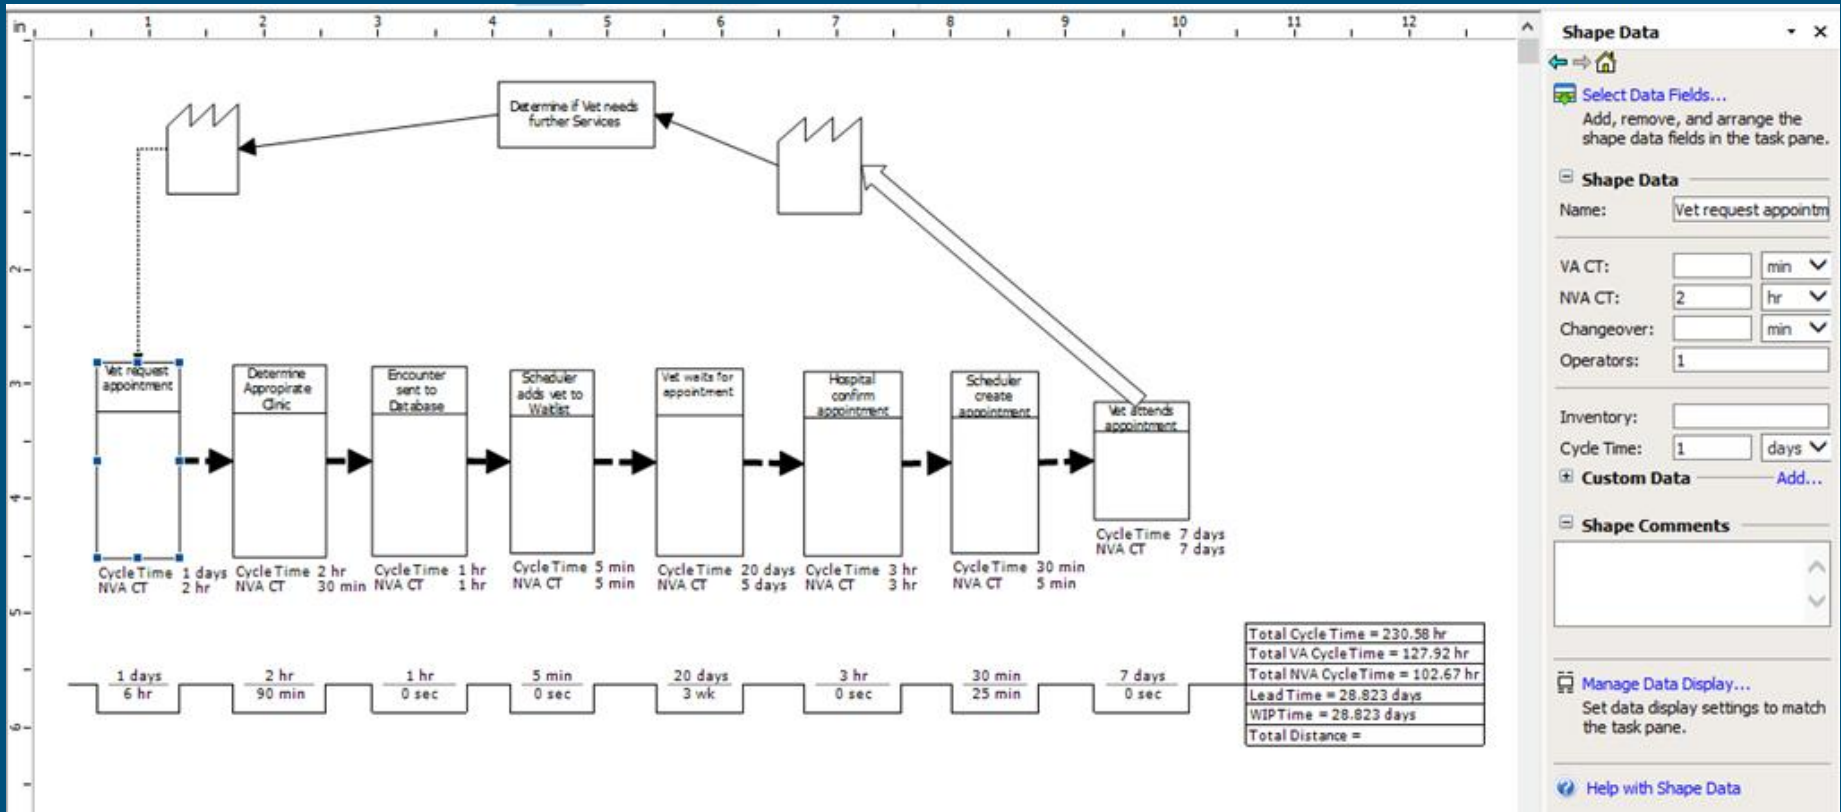 in
1 2 3 4 5 6 7 8 9 10 11 12
1
2
3
4
5
6
Determine if Vet needs
further Services
Vet request
appointment
Determine
Appropirate
Clinic
Encounter
sent to
Database
Scheduler
adds vet to
Waitlist
Vet waits for
appointment
Hospital
confirm
appointment
Scheduler
create
appointment
Vet attends
appointment
Cycle Time 1 days
NVA CT 2 hr
Cycle Time 2 hr
NVA CT 30 min
Cycle Time 1 hr
NVA CT 1 hr
Cycle Time 5 min
NVA CT 5 min
Cycle Time 20 days
NVA CT 5 days
Cycle Time 3 hr
NVA CT 3 hr
Cycle Time 30 min
NVA CT 5 min
Cycle Time 7 days
NVA CT 7 days
1 days
6 hr
2 hr
90 min
1 hr
0 sec
5 min
0 sec
20 days
3 wk
3 hr
0 sec
30 min
25 min
7 days
0 sec
Total Cycle Time = 230.58 hr
Total VA Cycle Time = 127.92 hr
Total NVA Cycle Time = 102.67 hr
Lead Time = 28.823 days
WIP Time = 28.823 days
Total Distance =
Shape Data
Select Data Fields...
Add, remove, and arrange the
shape data fields in the task pane.
Shape Data
Name: Vet request appointm
VA CT: min
NVA CT: 2 hr
Changeover: min
Operators: 1
Inventory:
Cycle Time: 1 days
Custom Data Add...
Shape Comments
Manage Data Display...
Set data display settings to match
the task pane.
Help with Shape Data